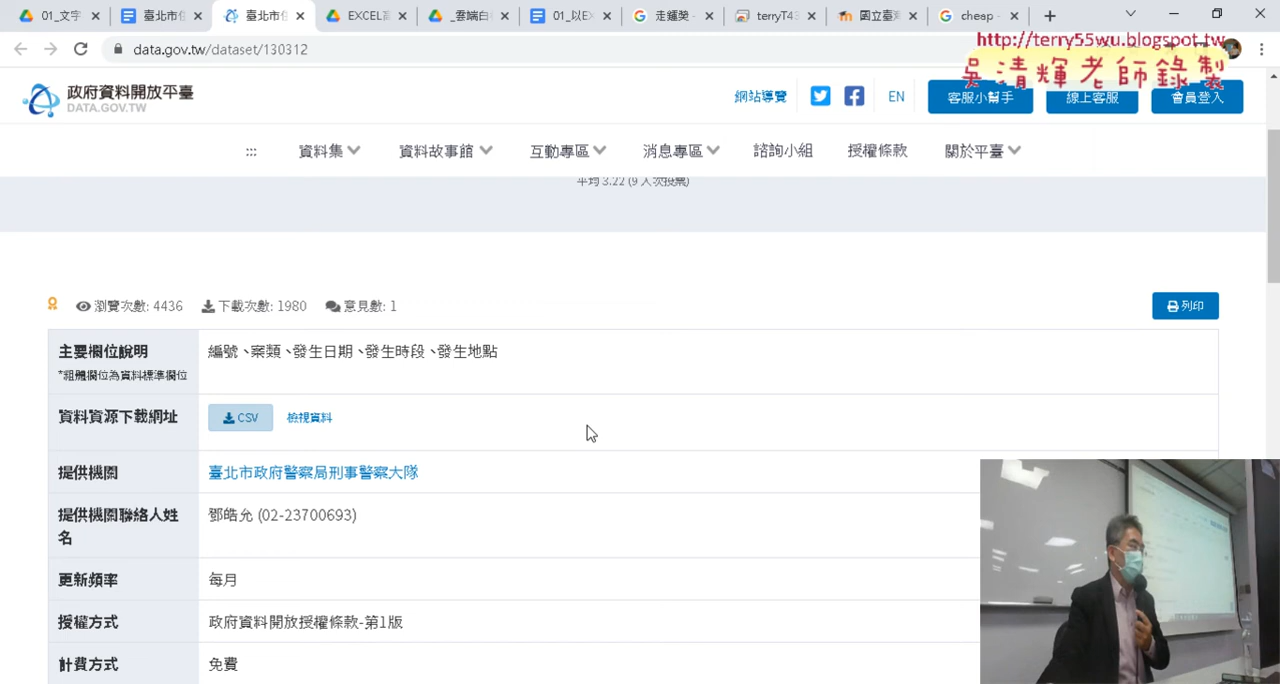 01_文字
臺北市住
臺北市住
EXCEL函
_雲端白
01_以EX
走鐘獎 -
terryT43
國立臺灣
cheap -
data.gov.tw/dataset/130312
http://terry55wu.blogspot.tw
吳清輝老師錄製
政府資料開放平臺
DATA.GOV.TW
網站導覽
EN
客服小幫手
線上客服
會員登入
:::
資料集
資料故事館
互動專區
消息專區
諮詢小組
授權條款
關於平臺
平均 3.22 (9 人次投票)
瀏覽次數: 4436
下載次數: 1980
意見數: 1
列印
主要欄位說明
*粗體欄位為資料標準欄位
編號、案類、發生日期、發生時段、發生地點
資料資源下載網址
CSV
檢視資料
提供機關
臺北市政府警察局刑事警察大隊
提供機關聯絡人姓名
鄧皓允 (02-23700693)
更新頻率
每月
授權方式
政府資料開放授權條款-第1版
計費方式
免費